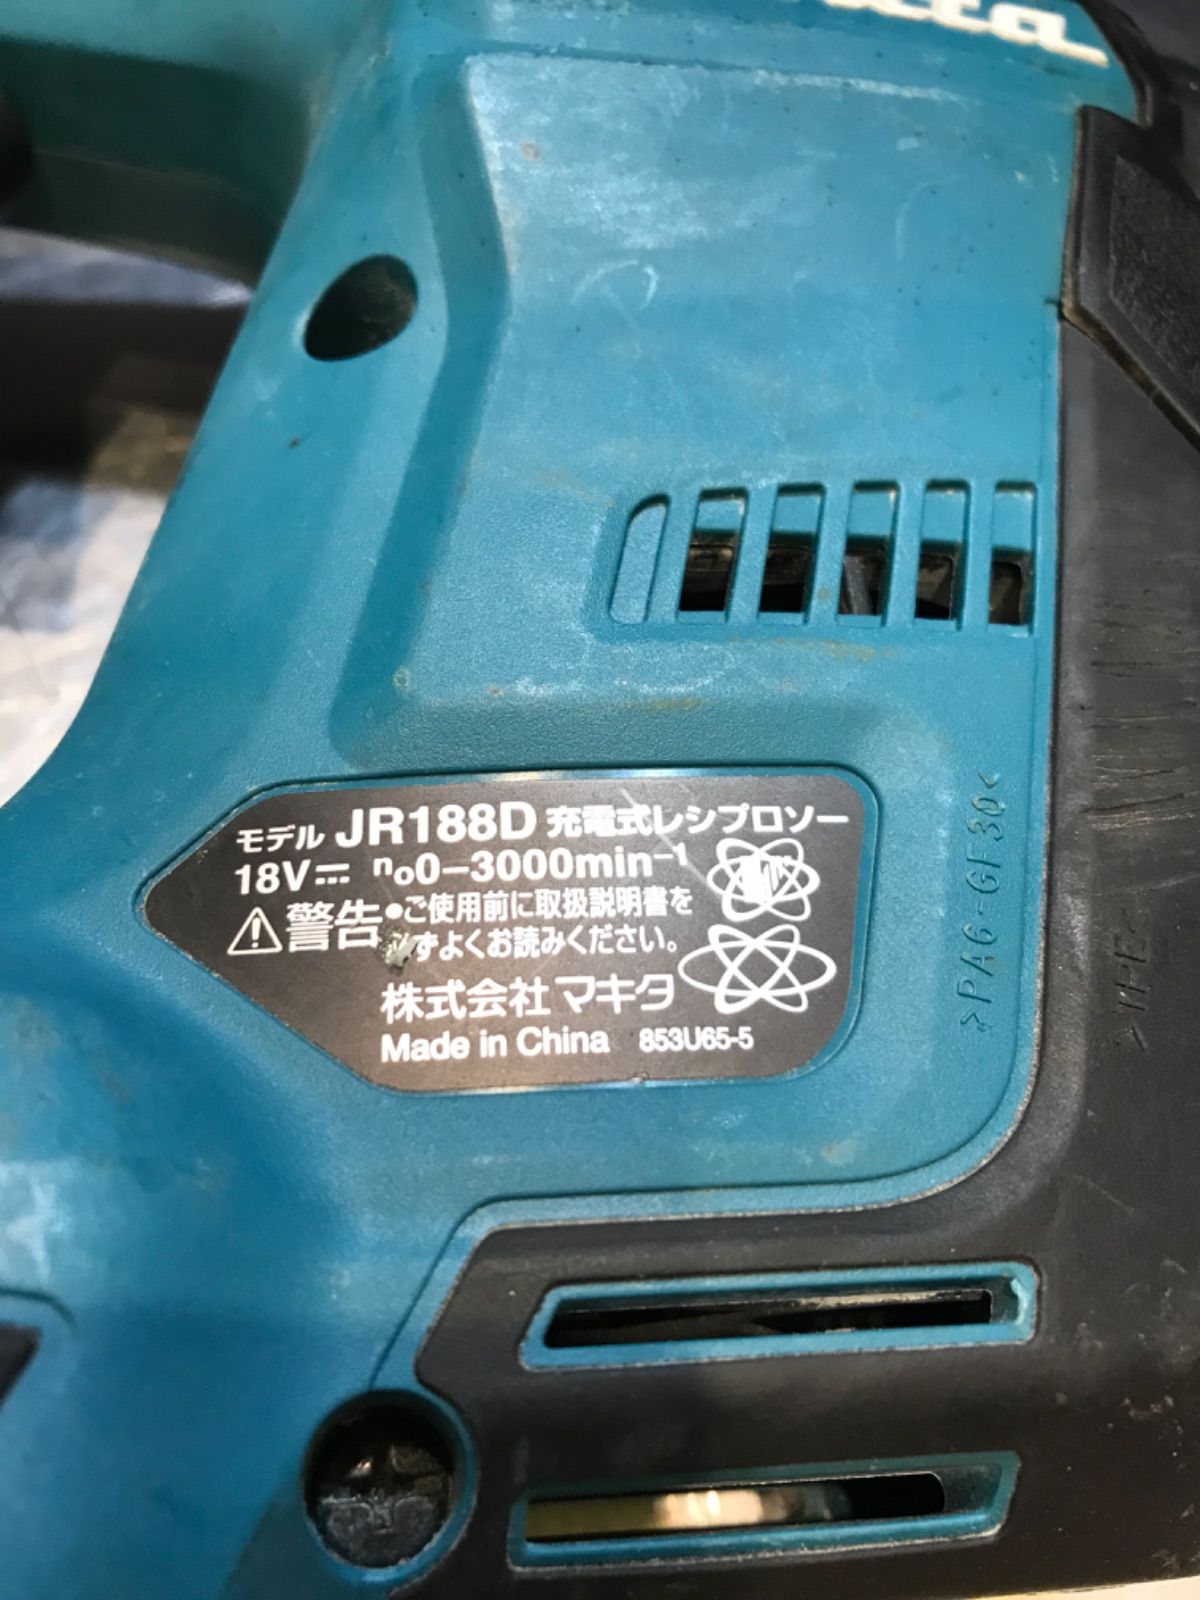 モデル JR188D 充電式レシプロソー
18V⎓ n₀0-3000min⁻¹
⚠警告 ●ご使用前に取扱説明書を
必ずよくお読みください。
株式会社 マキタ
Made in China 853U65-5
>PA6-GF30<
>TPE<